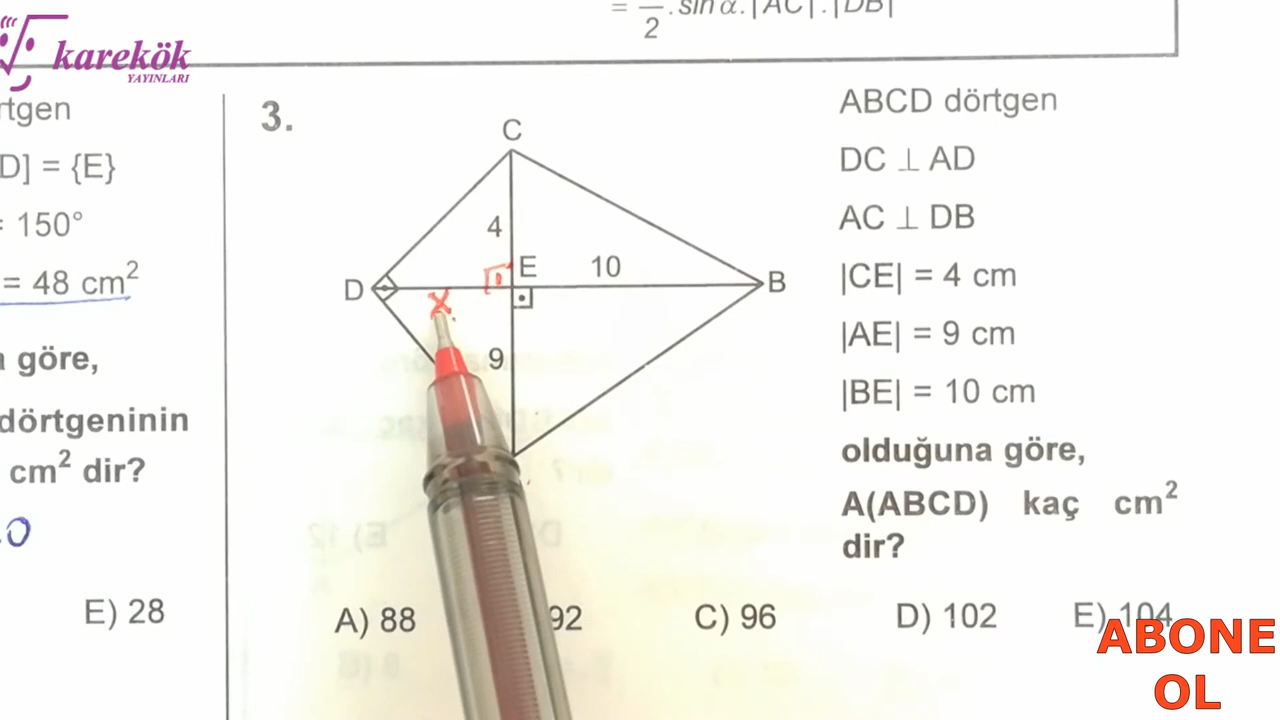 = 2 . sin α . |AC| . |DB|
karekök
YAYINLARI
rtgen
D] = {E}
= 150°
= 48 cm²
göre,
dörtgeninin
cm² dir?
0
E) 28
3.
C
4
E
10
D
B
x
9
ABCD dörtgen
DC ⊥ AD
AC ⊥ DB
|CE| = 4 cm
|AE| = 9 cm
|BE| = 10 cm
olduğuna göre,
A(ABCD) kaç cm²
dir?
A) 88
92
C) 96
D) 102
E) 104
ABONE
OL